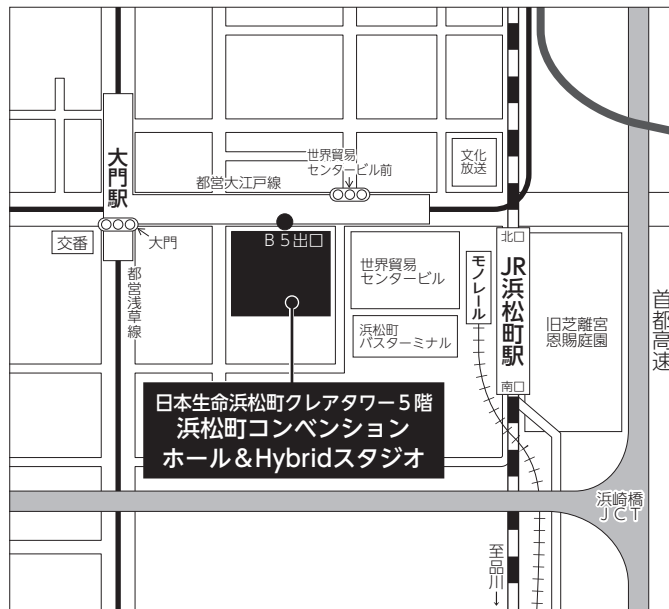 世界貿易
センタービル前
文化
放送
都営大江戸線
大門駅
交番
大門
都営浅草線
B5出口
北口
世界貿易
センタービル
モノレール
JR浜松町駅
浜松町
バスターミナル
旧芝離宮
恩賜庭園
首都高速
南口
日本生命浜松町クレアタワー5階
浜松町コンベンション
ホール&Hybridスタジオ
浜崎橋
JCT
至品川→